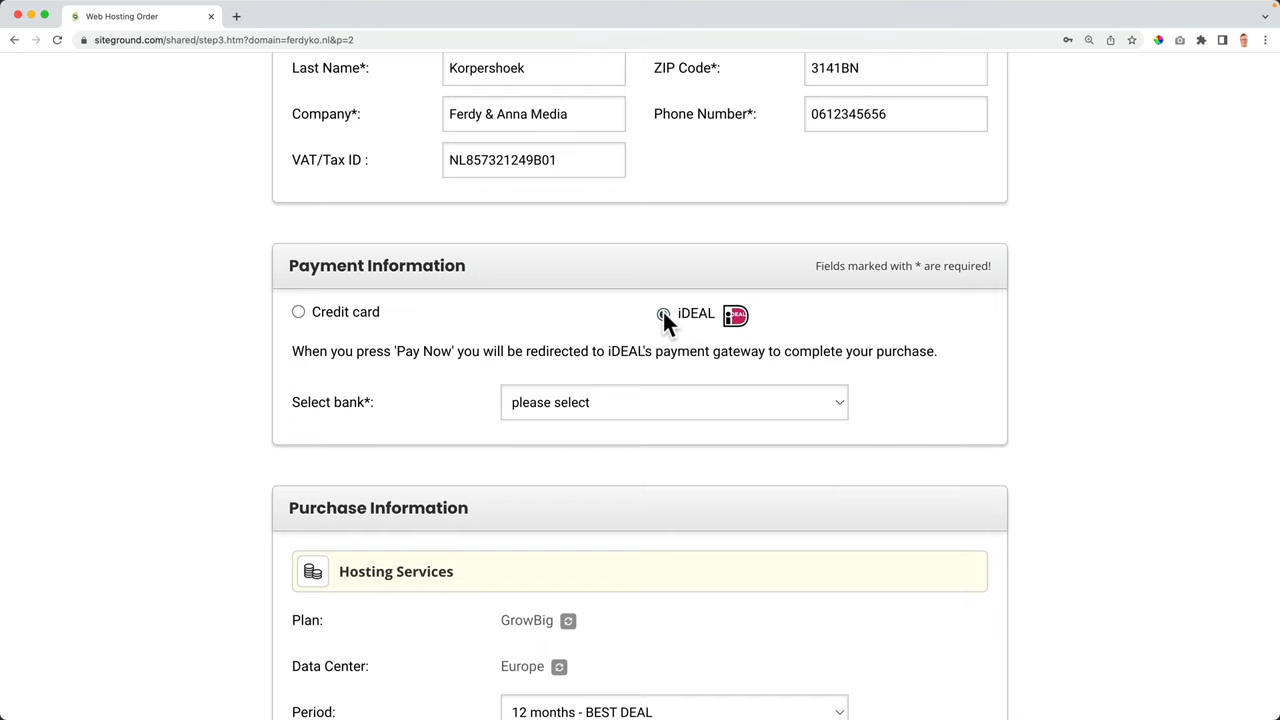 Web Hosting Order
siteground.com/shared/step3.htm?domain=ferdyko.nl&p=2
Last Name*: Korpershoek ZIP Code*: 3141BN
Company*: Ferdy & Anna Media Phone Number*: 0612345656
VAT/Tax ID : NL857321249B01
Payment Information Fields marked with * are required!
Credit card iDEAL iDEAL
When you press 'Pay Now' you will be redirected to iDEAL's payment gateway to complete your purchase.
Select bank*: please select
Purchase Information
Hosting Services
Plan: GrowBig
Data Center: Europe
Period: 12 months - BEST DEAL